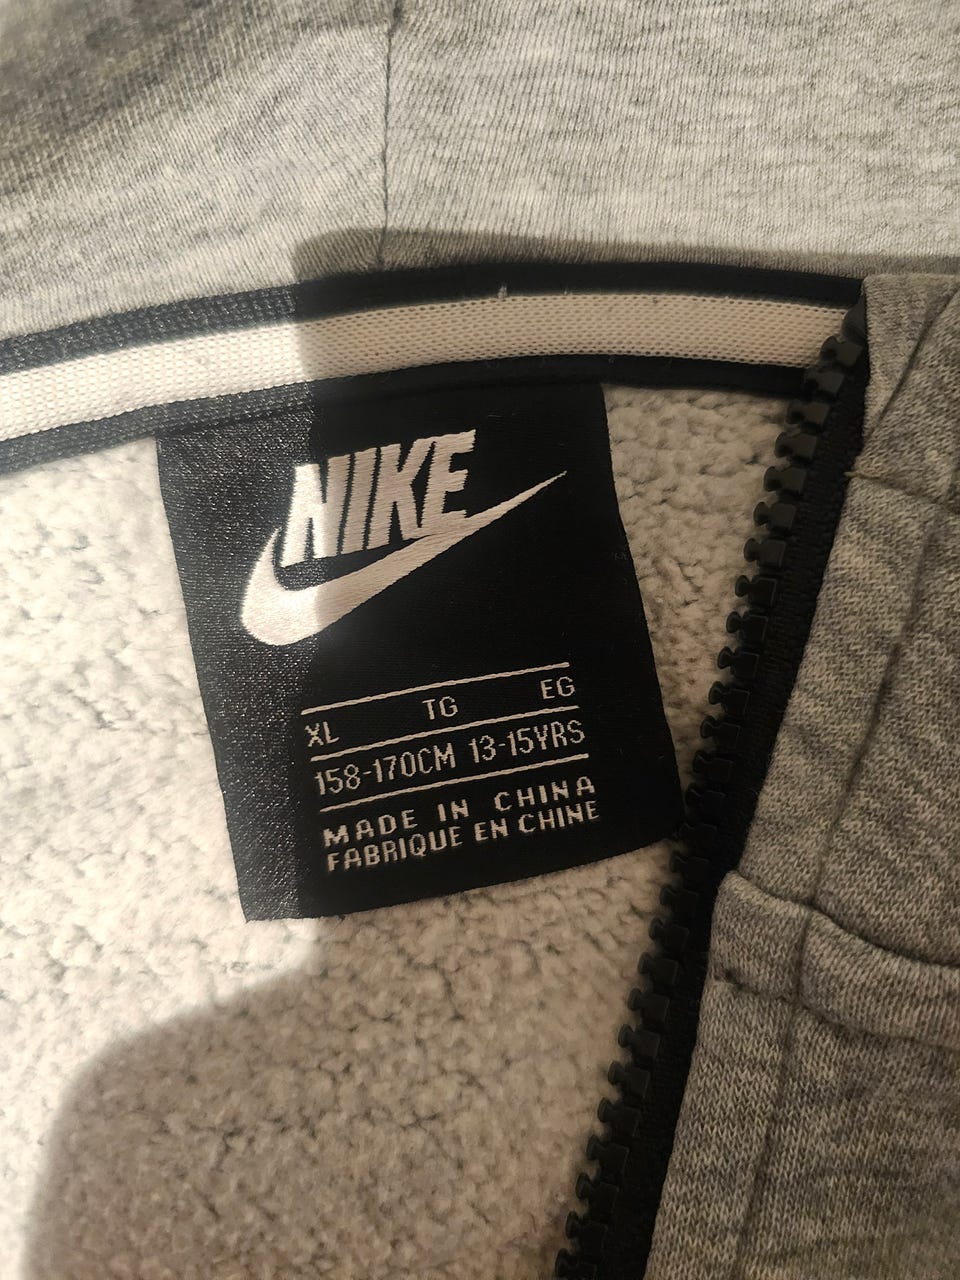 NIKE
XL TG EG
158-170CM 13-15YRS
MADE IN CHINA
FABRIQUE EN CHINE